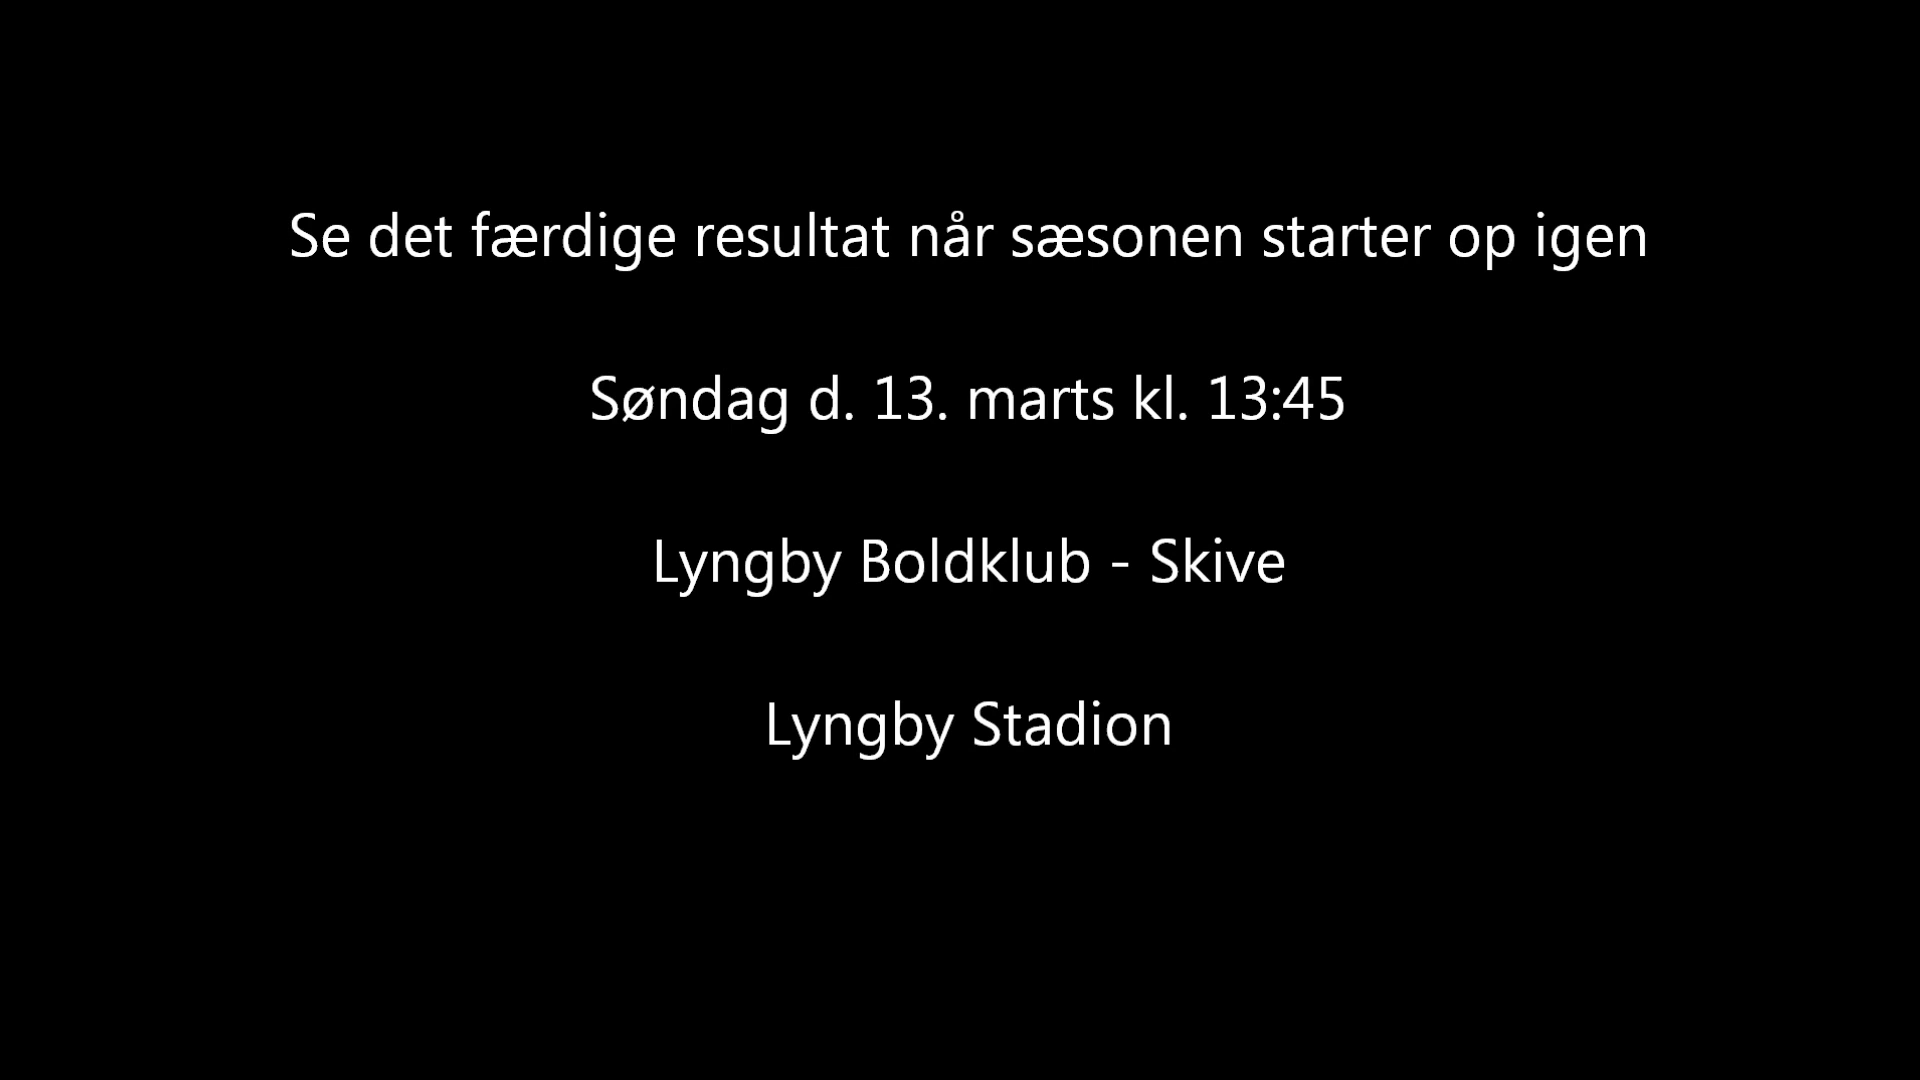 Se det færdige resultat når sæsonen starter op igen
Søndag d. 13. marts kl. 13:45
Lyngby Boldklub - Skive
Lyngby Stadion